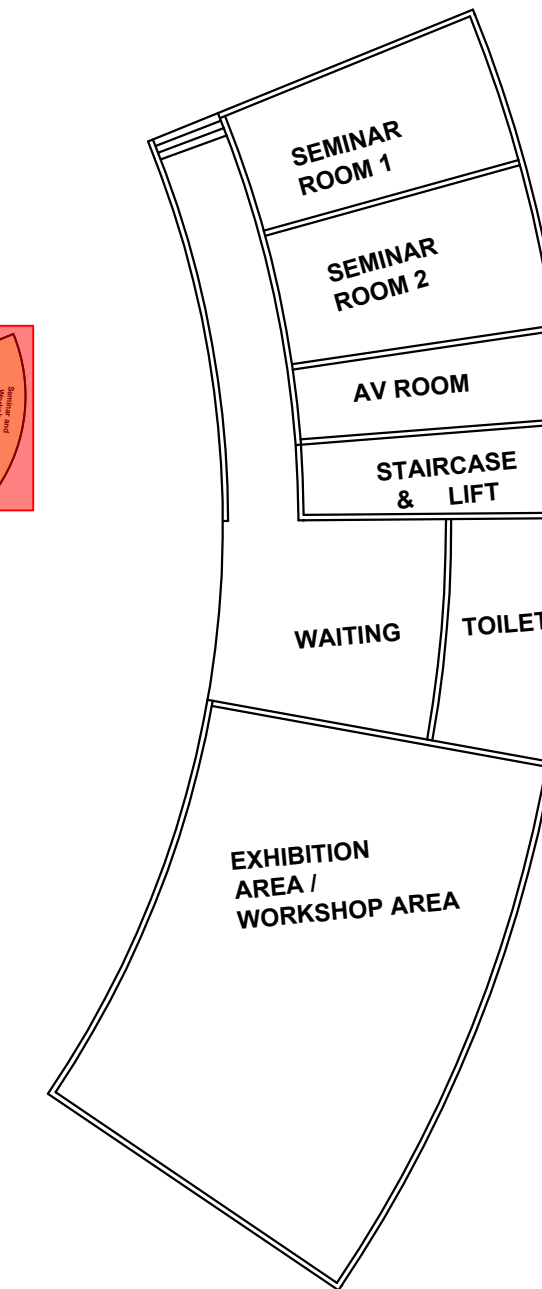 SEMINAR
ROOM 1
SEMINAR
ROOM 2
AV ROOM
STAIRCASE
& LIFT
WAITING
TOILET
EXHIBITION
AREA /
WORKSHOP AREA
Seminar and